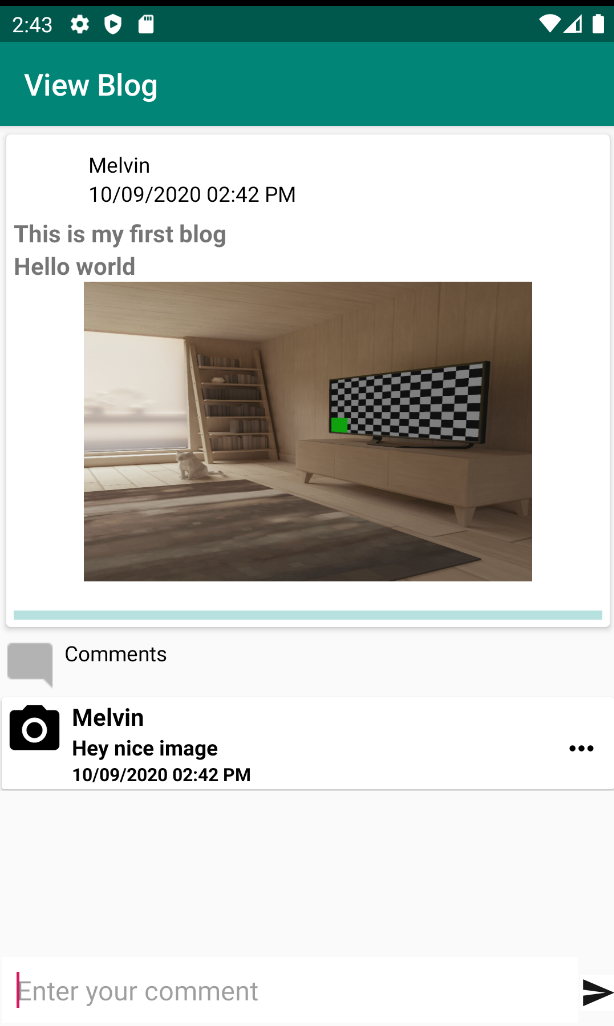 2:43
View Blog
Melvin
10/09/2020 02:42 PM
This is my first blog
Hello world
Comments
Melvin
Hey nice image
10/09/2020 02:42 PM
Enter your comment